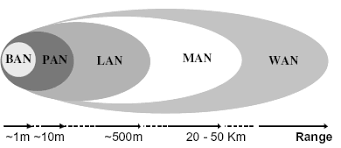 BAN PAN LAN MAN WAN
~1m ~10m ~500m 20 - 50 Km Range